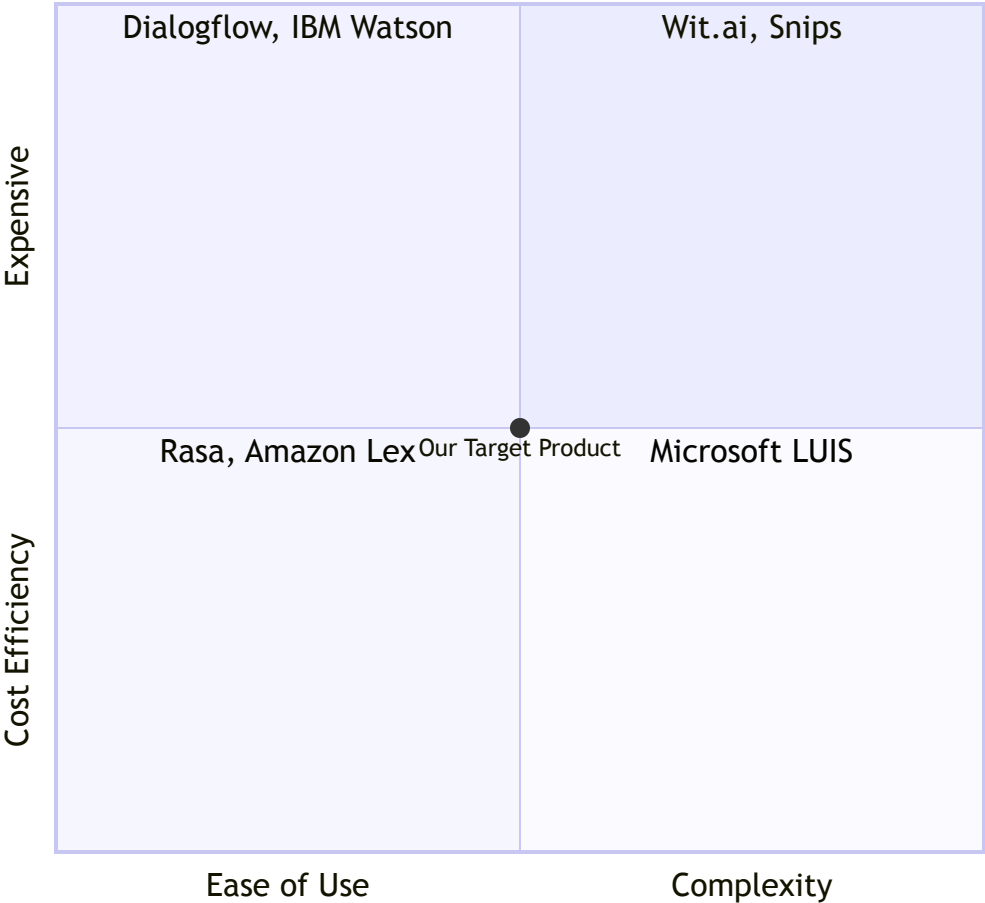 Dialogflow, IBM Watson
Wit.ai, Snips
Expensive
Rasa, Amazon Lex
Our Target Product
Microsoft LUIS
Cost Efficiency
Ease of Use
Complexity